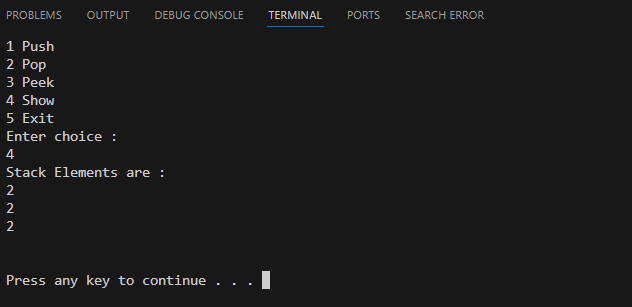 PROBLEMS OUTPUT DEBUG CONSOLE TERMINAL PORTS SEARCH ERROR
1 Push
2 Pop
3 Peek
4 Show
5 Exit
Enter choice :
4
Stack Elements are :
2
2
2
Press any key to continue . . .